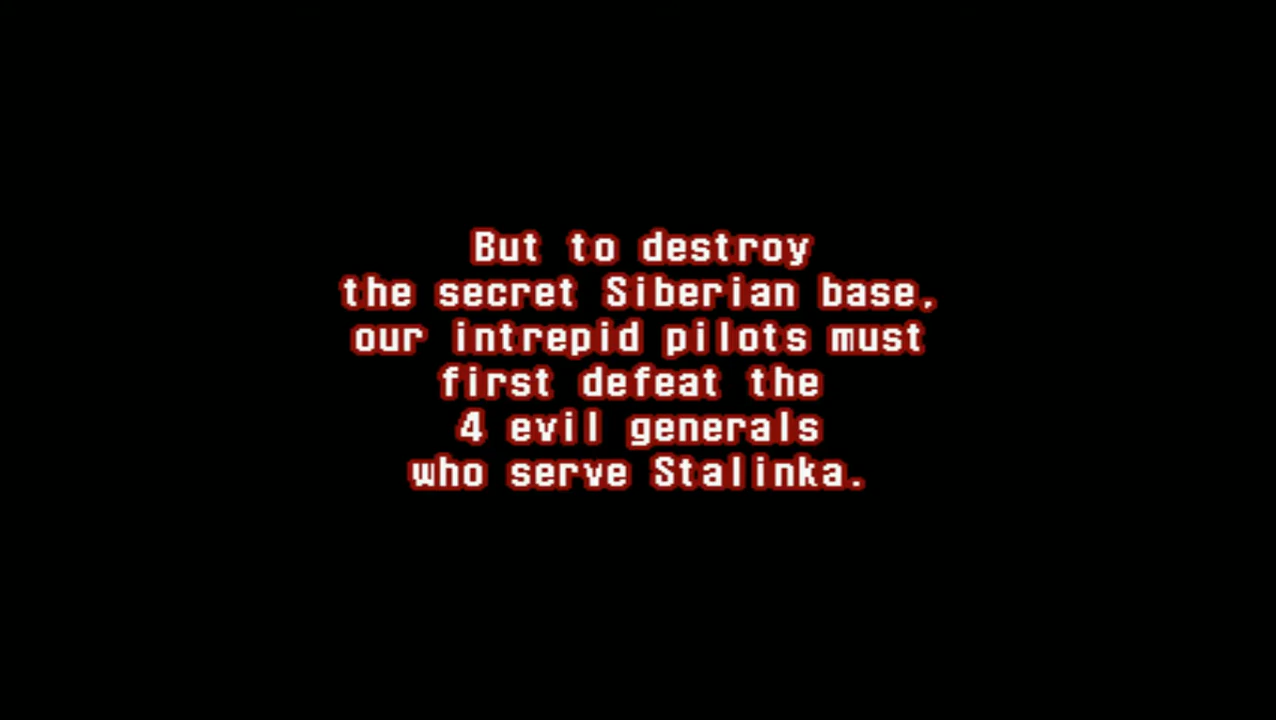 But to destroy
the secret Siberian base,
our intrepid pilots must
first defeat the
4 evil generals
who serve Stalinka.